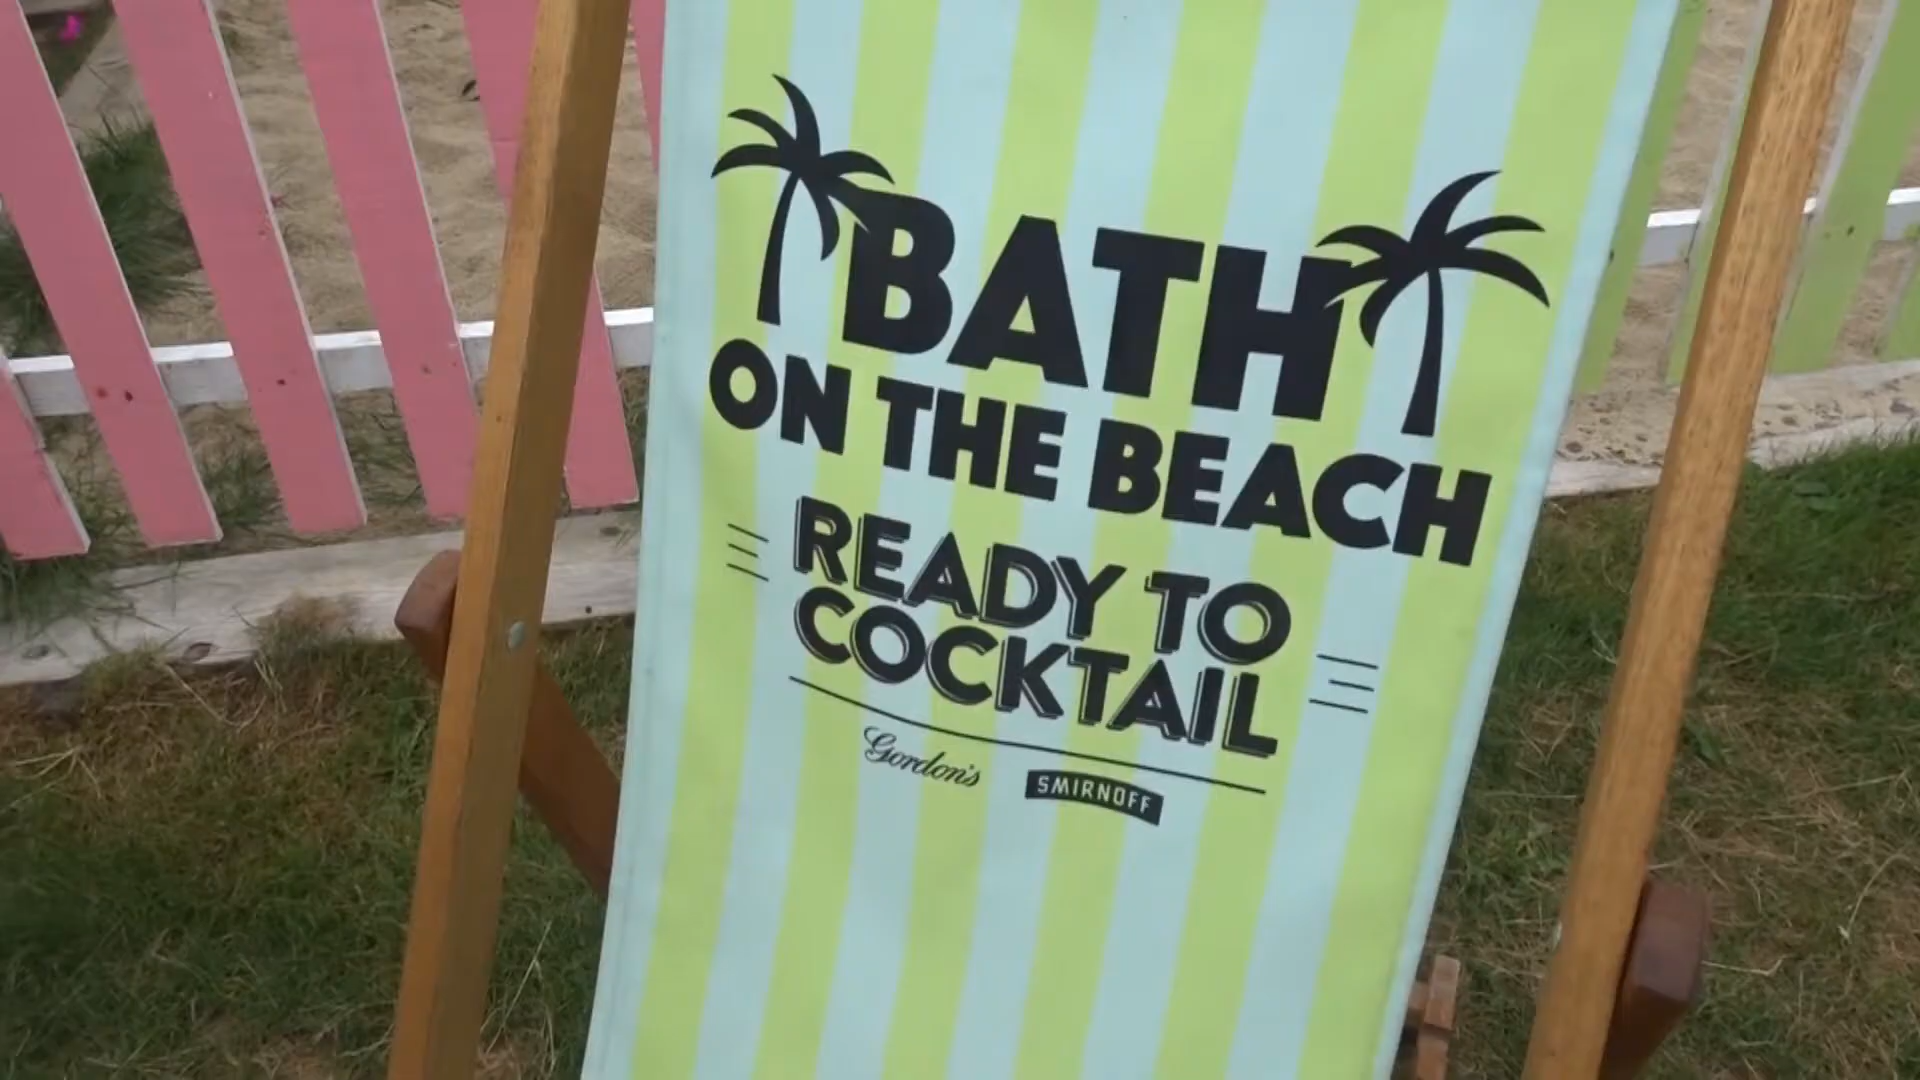 BATH
ON THE BEACH
READY TO
COCKTAIL
Gordon's SMIRNOFF